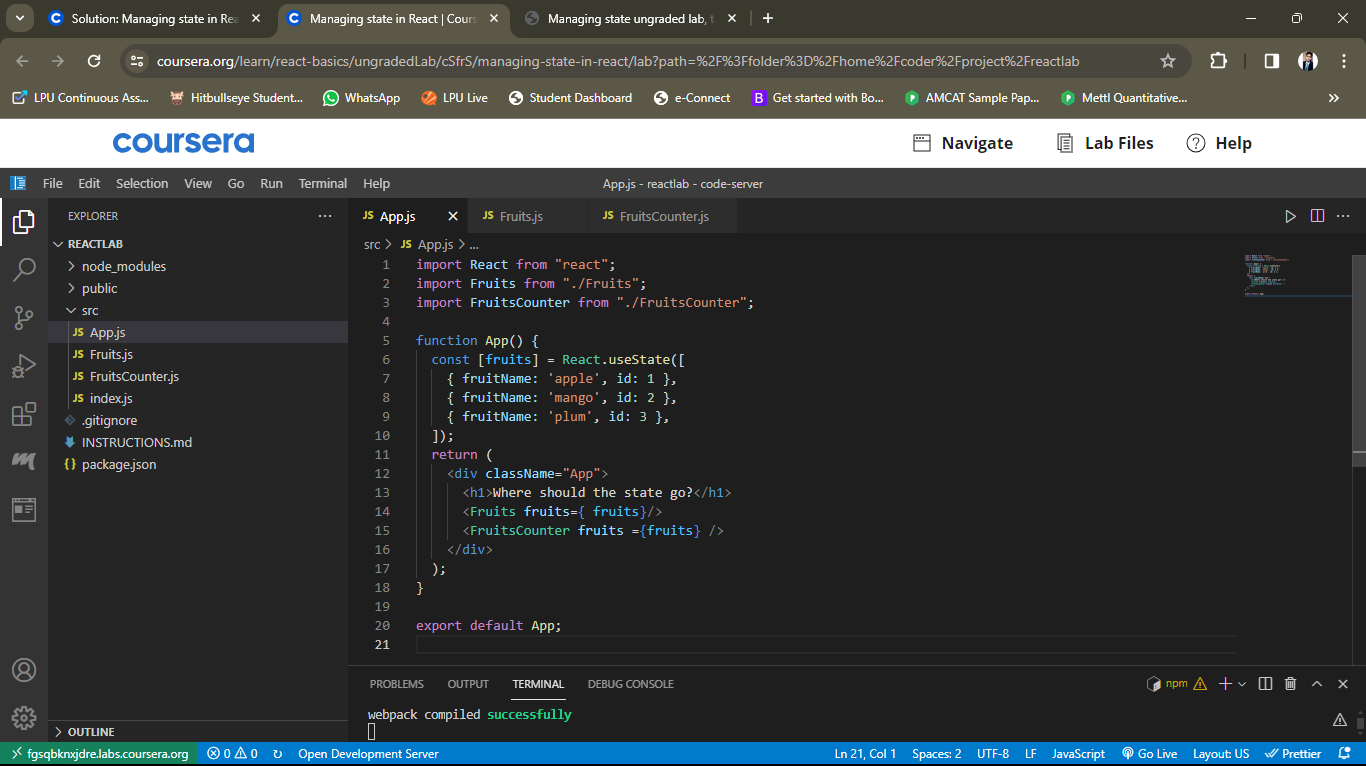 Solution: Managing state in Rea
Managing state in React | Cours
Managing state ungraded lab, t
coursera.org/learn/react-basics/ungradedLab/cSfrS/managing-state-in-react/lab?path=%2F%3Ffolder%3D%2Fhome%2Fcoder%2Fproject%2Freactlab
LPU Continuous Ass...
Hitbullseye Student...
WhatsApp
LPU Live
Student Dashboard
e-Connect
B Get started with Bo...
AMCAT Sample Pap...
Mettl Quantitative...
coursera
Navigate
Lab Files
Help
File Edit Selection View Go Run Terminal Help
App.js - reactlab - code-server
EXPLORER
REACTLAB
node_modules
public
src
JS App.js
JS Fruits.js
JS FruitsCounter.js
JS index.js
.gitignore
INSTRUCTIONS.md
{} package.json
OUTLINE
JS App.js
JS Fruits.js
JS FruitsCounter.js
src > JS App.js > ...
1 import React from "react";
2 import Fruits from "./Fruits";
3 import FruitsCounter from "./FruitsCounter";
4
5 function App() {
6 const [fruits] = React.useState([
7 { fruitName: 'apple', id: 1 },
8 { fruitName: 'mango', id: 2 },
9 { fruitName: 'plum', id: 3 },
10 ]);
11 return (
12 <div className="App">
13 <h1>Where should the state go?</h1>
14 <Fruits fruits={ fruits}/>
15 <FruitsCounter fruits ={fruits} />
16 </div>
17 );
18 }
19
20 export default App;
21
PROBLEMS OUTPUT TERMINAL DEBUG CONSOLE
npm
webpack compiled successfully
fgsqbknxjdre.labs.coursera.org
0 0
Open Development Server
Ln 21, Col 1
Spaces: 2
UTF-8
LF
JavaScript
Go Live
Layout: US
Prettier